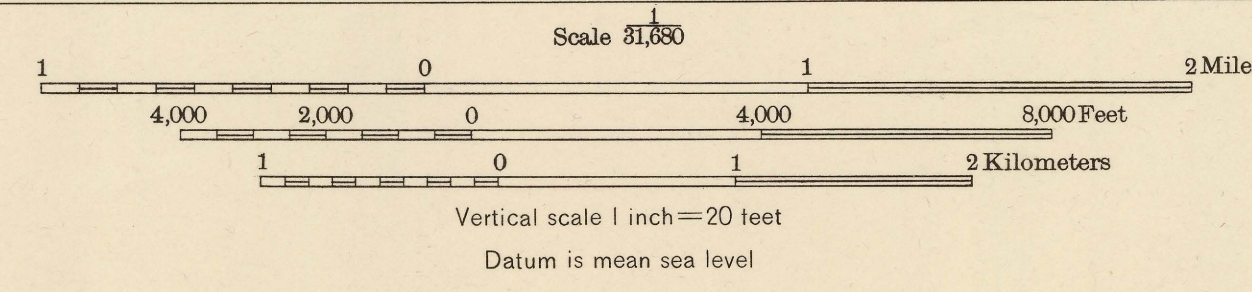 Scale 1/31,680
1 0 1 2 Mile
4,000 2,000 0 4,000 8,000 Feet
1 0 1 2 Kilometers
Vertical scale 1 inch=20 feet
Datum is mean sea level